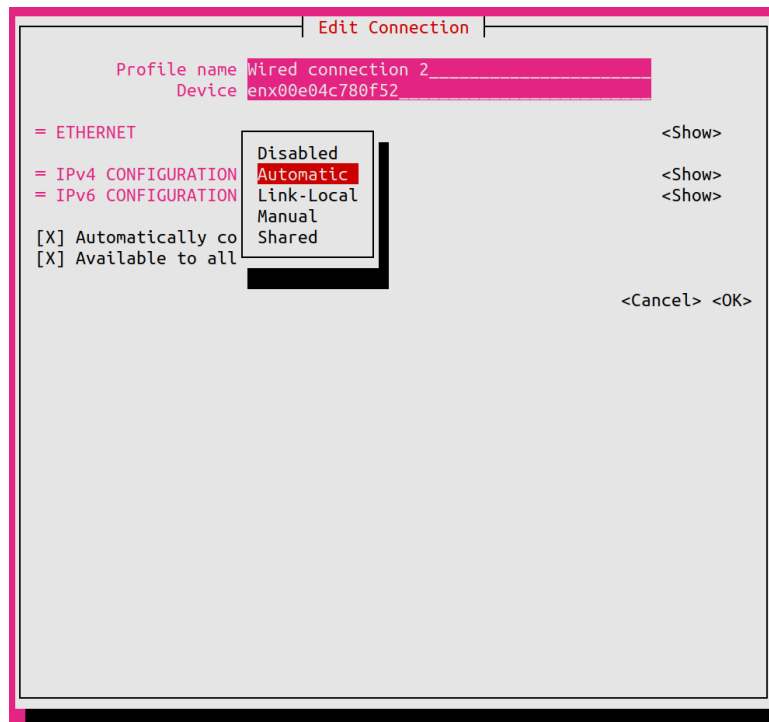 Edit Connection
Profile name Wired connection 2
Device enx00e04c780f52
= ETHERNET <Show>
Disabled
= IPv4 CONFIGURATION Automatic <Show>
= IPv6 CONFIGURATION Link-Local <Show>
Manual
[X] Automatically co Shared
[X] Available to all
<Cancel> <OK>